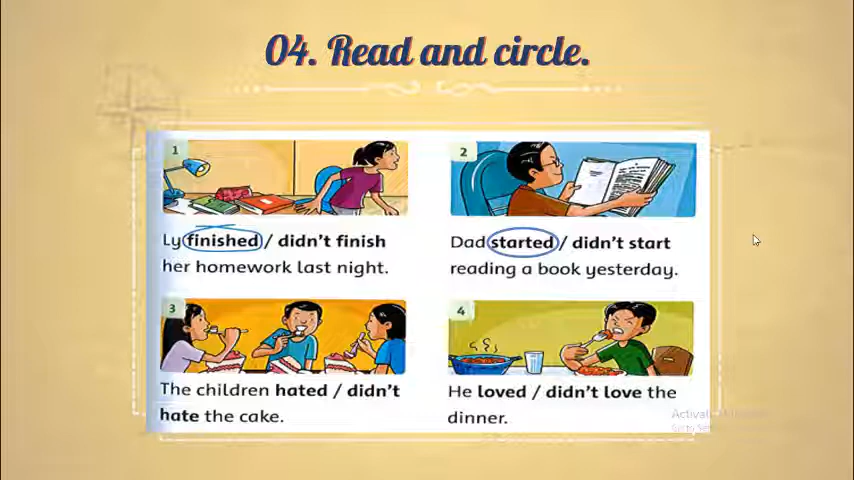 04. Read and circle.
1
2
Ly finished / didn't finish
her homework last night.
Dad started / didn't start
reading a book yesterday.
3
4
The children hated / didn't
hate the cake.
He loved / didn't love the
dinner.